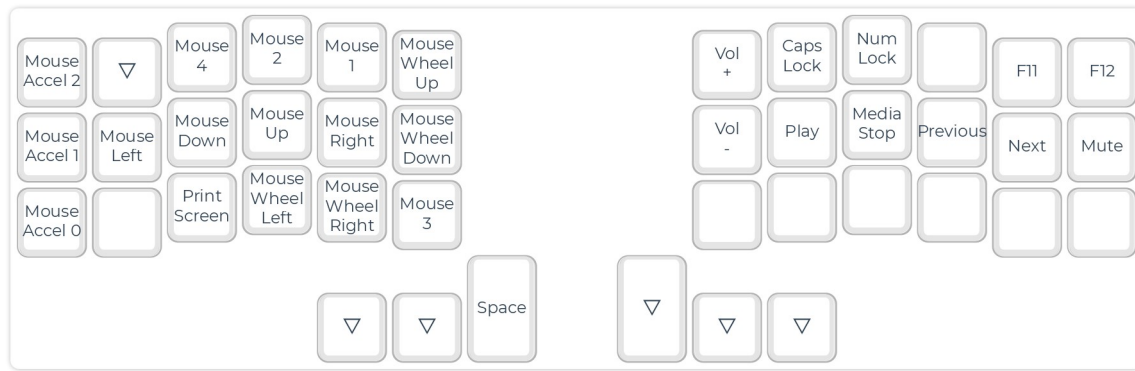 Mouse
Accel 2
▽
Mouse
4
Mouse
2
Mouse
1
Mouse
Wheel
Up
Vol
+
Caps
Lock
Num
Lock
F11
F12
Mouse
Accel 1
Mouse
Left
Mouse
Down
Mouse
Up
Mouse
Right
Mouse
Wheel
Down
Vol
-
Play
Media
Stop
Previous
Next
Mute
Mouse
Accel 0
Print
Screen
Mouse
Wheel
Left
Mouse
Wheel
Right
Mouse
3
▽
▽
Space
▽
▽
▽